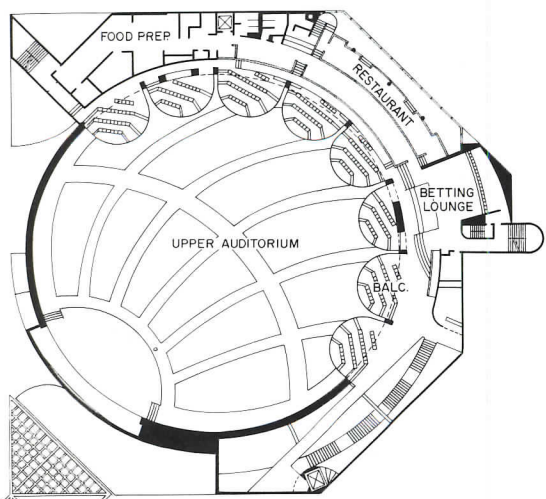 FOOD PREP
RESTAURANT
BETTING
LOUNGE
UPPER AUDITORIUM
BALC.